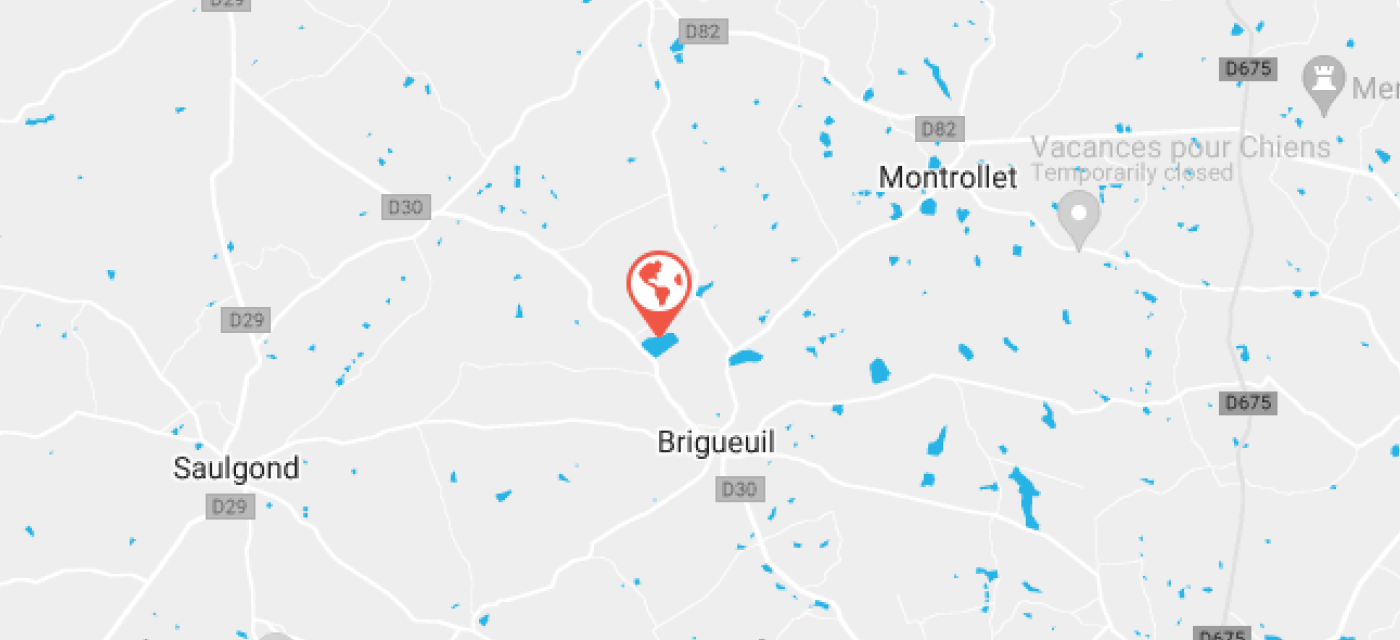 D29
D82
D675
Mer
D82
Vacances pour Chiens
Temporarily closed
Montrollet
D30
D29
D675
Brigueuil
Saulgond
D30
D29
D675